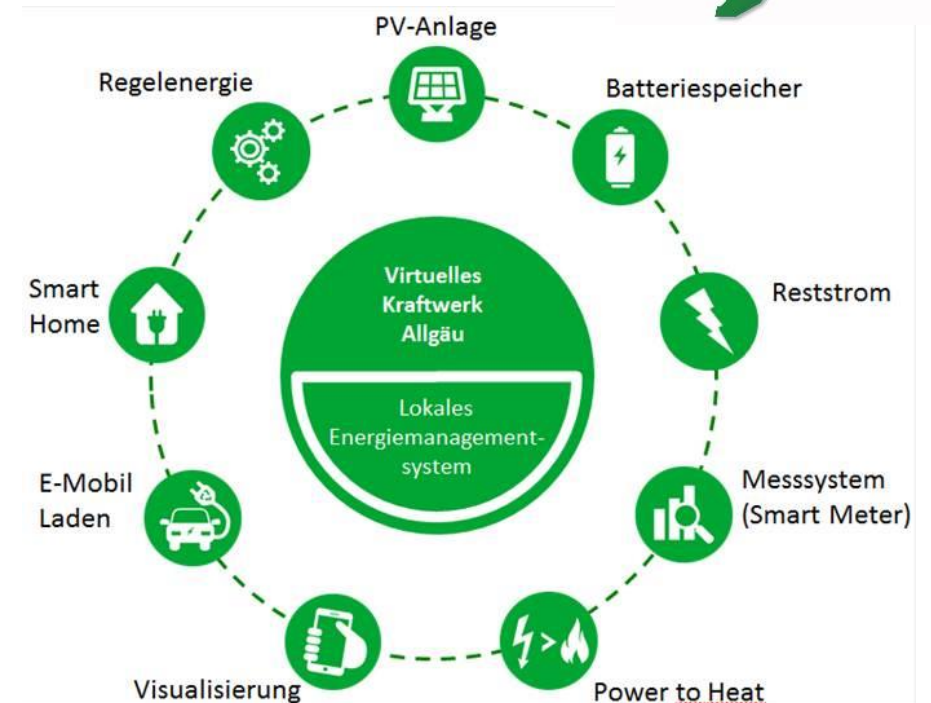 PV-Anlage
Regelenergie
Batteriespeicher
Smart
Home
Virtuelles
Kraftwerk
Allgäu
Reststrom
Lokales
Energiemanagement-
system
E-Mobil
Laden
Messsystem
(Smart Meter)
Visualisierung
Power to Heat